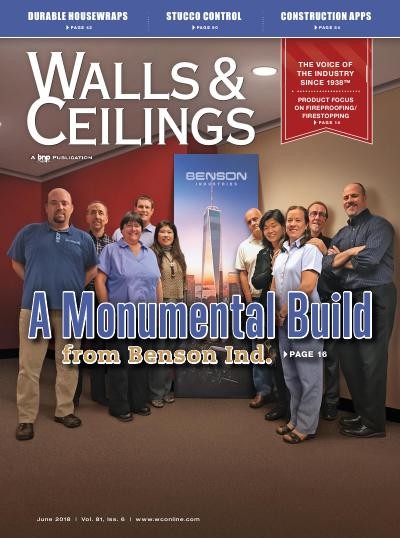 DURABLE HOUSEWRAPS
▶ PAGE 42
STUCCO CONTROL
▶ PAGE 50
CONSTRUCTION APPS
▶ PAGE 54
WALLS &
CEILINGS
A bnp PUBLICATION
THE VOICE OF
THE INDUSTRY
SINCE 1938™
PRODUCT FOCUS
ON FIREPROOFING/
FIRESTOPPING
▶ PAGE 14
BENSON
INDUSTRIES
A Monumental Build
from Benson Ind. ▶ PAGE 16
June 2018 | Vol. 81, Iss. 6 | www.wconline.com